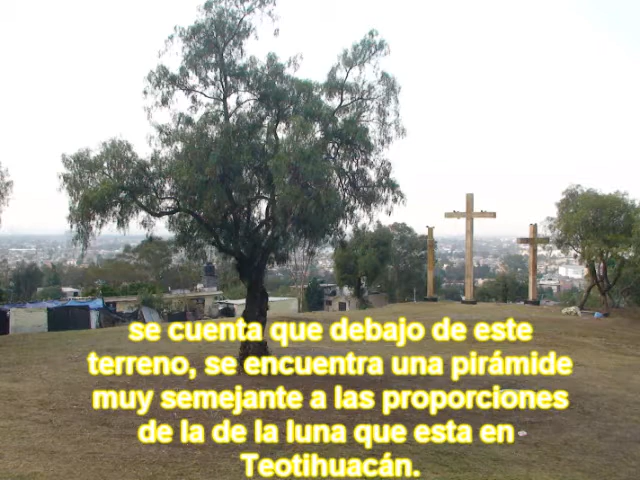 se cuenta que debajo de este
terreno, se encuentra una pirámide
muy semejante a las proporciones
de la de la luna que esta en
Teotihuacán.